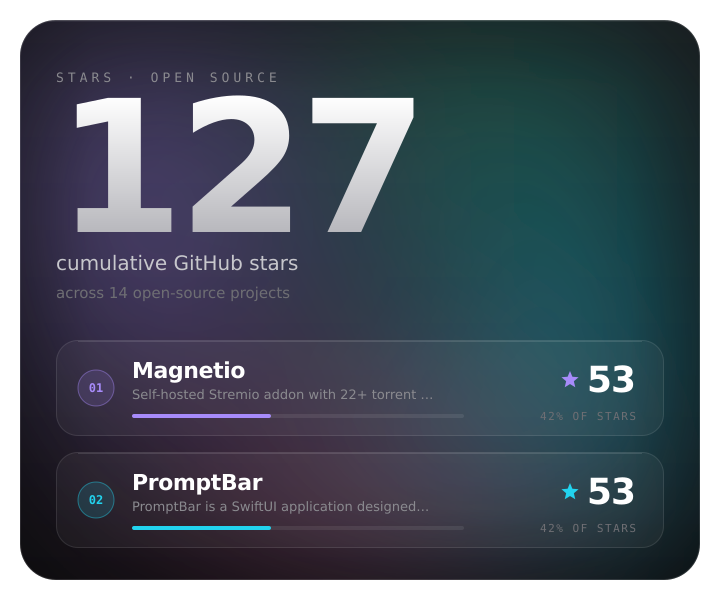 STARS · OPEN SOURCE
127
cumulative GitHub stars
across 14 open-source projects
01
Magnetio
Self-hosted Stremio addon with 22+ torrent …
★ 53
42% OF STARS
02
PromptBar
PromptBar is a SwiftUI application designed…
★ 53
42% OF STARS